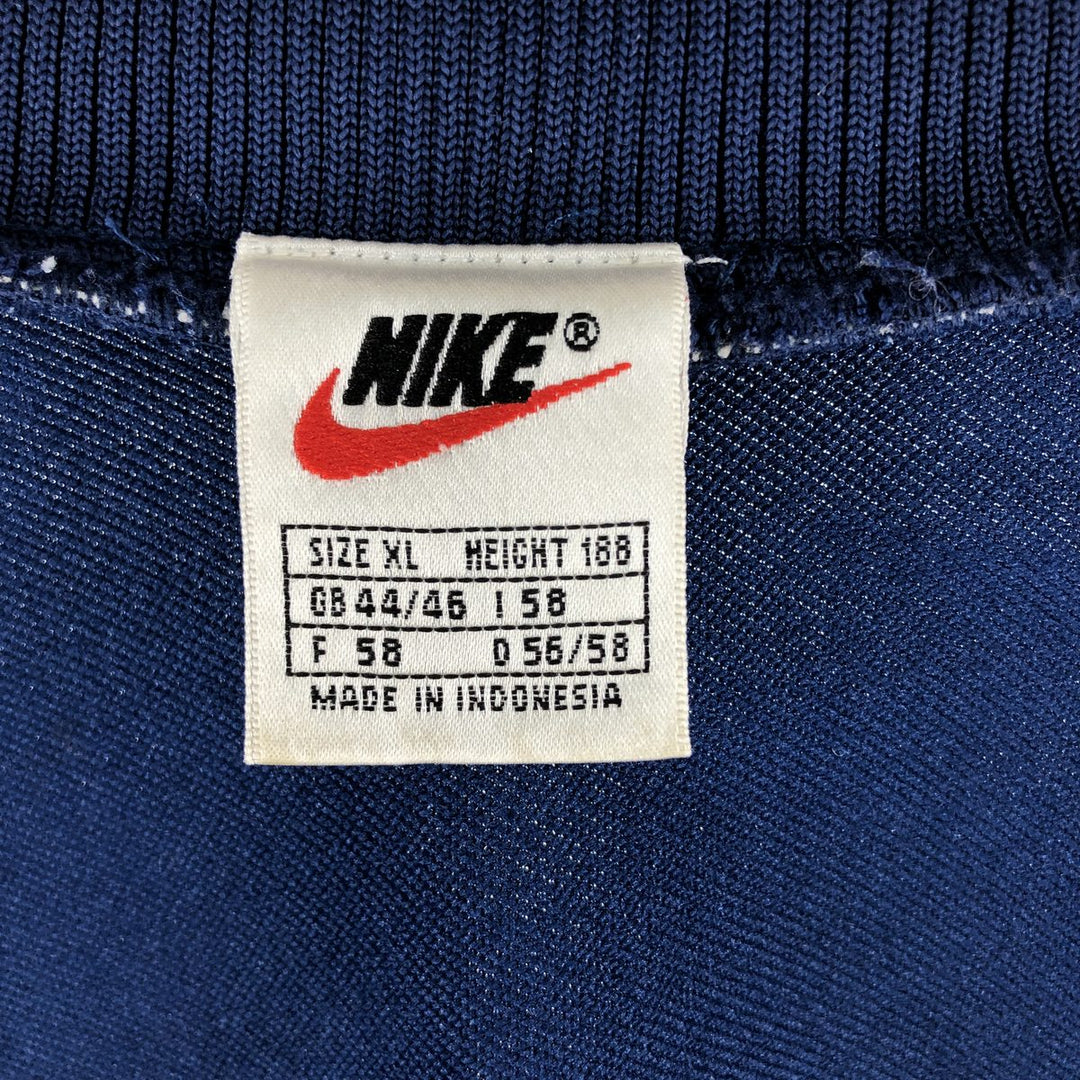 NIKE®
SIZE XL HEIGHT 188
GB 44/46 I 58
F 58 D 56/58
MADE IN INDONESIA